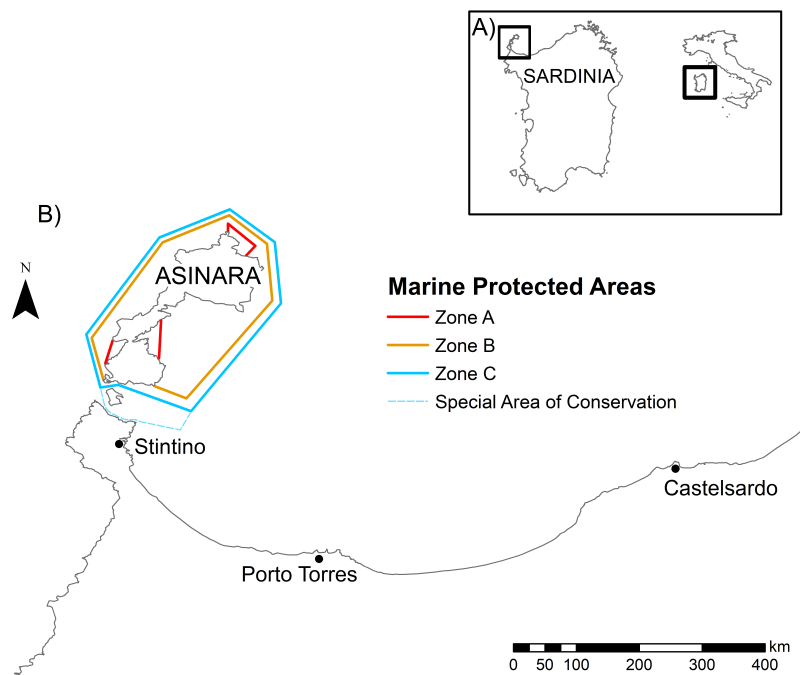 A)
SARDINIA
B)
N
ASINARA
Marine Protected Areas
Zone A
Zone B
Zone C
Special Area of Conservation
Stintino
Castelsardo
Porto Torres
km
0 50 100 200 300 400